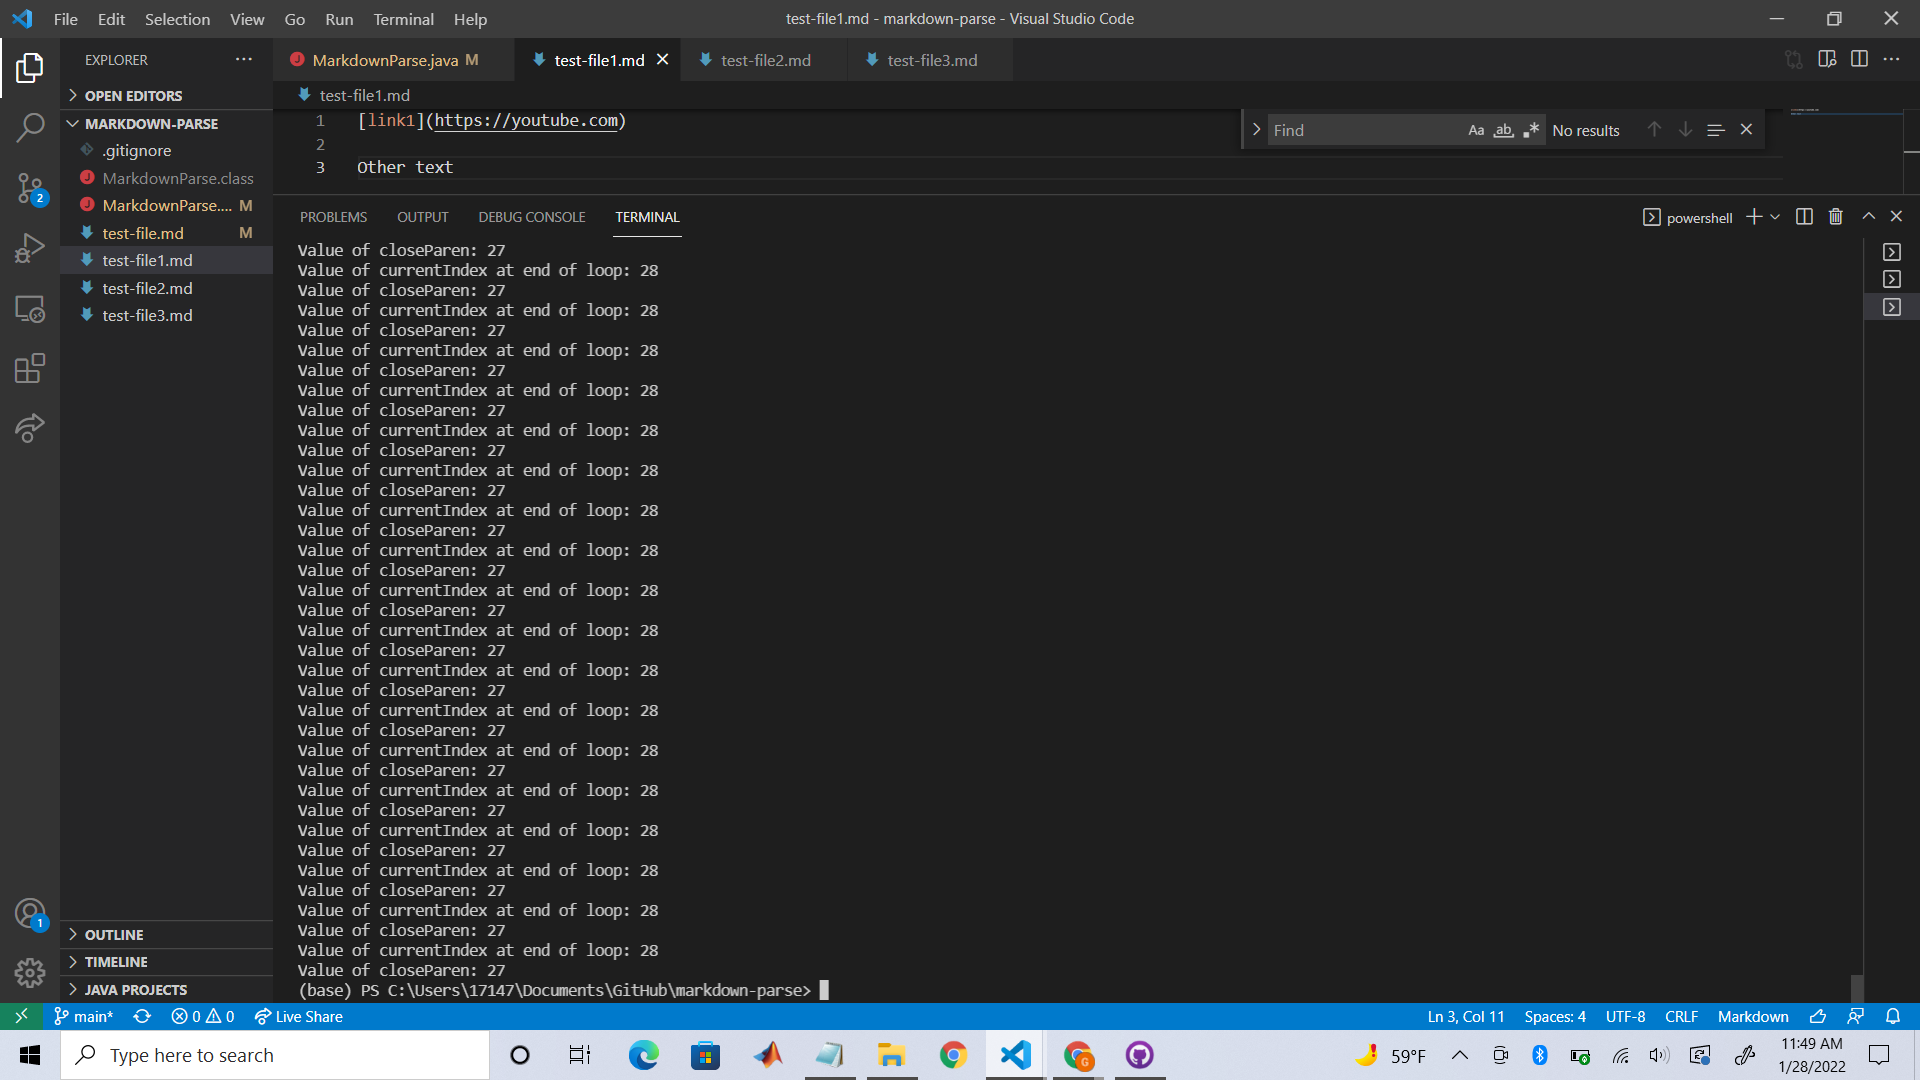 File Edit Selection View Go Run Terminal Help
test-file1.md - markdown-parse - Visual Studio Code
EXPLORER
MarkdownParse.java M
test-file1.md
test-file2.md
test-file3.md
OPEN EDITORS
MARKDOWN-PARSE
.gitignore
MarkdownParse.class
MarkdownParse.... M
test-file.md M
test-file1.md
test-file2.md
test-file3.md
OUTLINE
TIMELINE
JAVA PROJECTS
2
1
test-file1.md
1 [link1](https://youtube.com)
2
3 Other text
Find Aa ab No results
PROBLEMS OUTPUT DEBUG CONSOLE TERMINAL
powershell
Value of closeParen: 27
Value of currentIndex at end of loop: 28
Value of closeParen: 27
Value of currentIndex at end of loop: 28
Value of closeParen: 27
Value of currentIndex at end of loop: 28
Value of closeParen: 27
Value of currentIndex at end of loop: 28
Value of closeParen: 27
Value of currentIndex at end of loop: 28
Value of closeParen: 27
Value of currentIndex at end of loop: 28
Value of closeParen: 27
Value of currentIndex at end of loop: 28
Value of closeParen: 27
Value of currentIndex at end of loop: 28
Value of closeParen: 27
Value of currentIndex at end of loop: 28
Value of closeParen: 27
Value of currentIndex at end of loop: 28
Value of closeParen: 27
Value of currentIndex at end of loop: 28
Value of closeParen: 27
Value of currentIndex at end of loop: 28
Value of closeParen: 27
Value of currentIndex at end of loop: 28
Value of closeParen: 27
Value of currentIndex at end of loop: 28
Value of closeParen: 27
Value of currentIndex at end of loop: 28
Value of closeParen: 27
Value of currentIndex at end of loop: 28
Value of closeParen: 27
Value of currentIndex at end of loop: 28
Value of closeParen: 27
Value of currentIndex at end of loop: 28
Value of closeParen: 27
(base) PS C:\Users\17147\Documents\GitHub\markdown-parse>
main* 0 0 Live Share
Ln 3, Col 11 Spaces: 4 UTF-8 CRLF Markdown
Type here to search
G
59°F
11:49 AM
1/28/2022